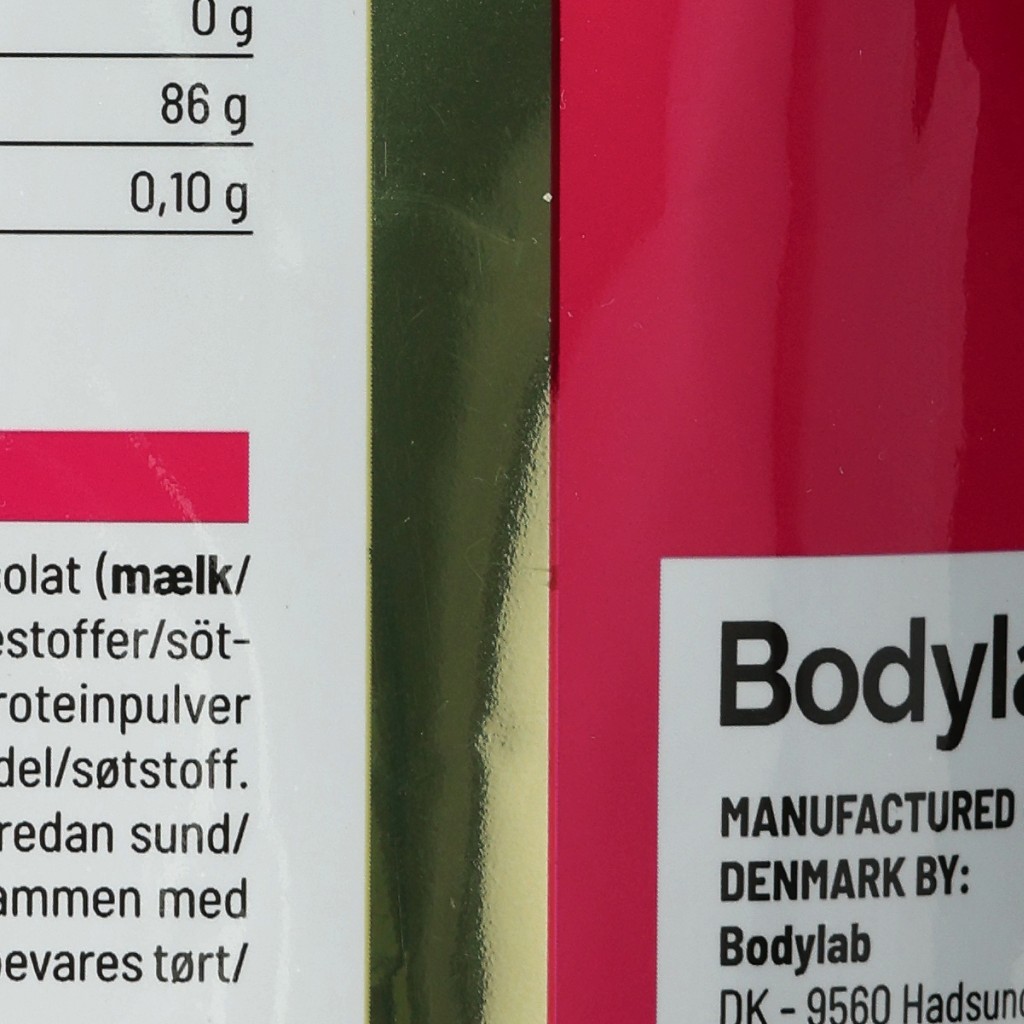 0 g
86 g
0,10 g
olat (mælk/
estoffer/söt-
roteinpulver
del/søtstoff.
redan sund/
ammen med
evares tørt/
Bodyla
MANUFACTURED
DENMARK BY:
Bodylab
DK - 9560 Hadsund